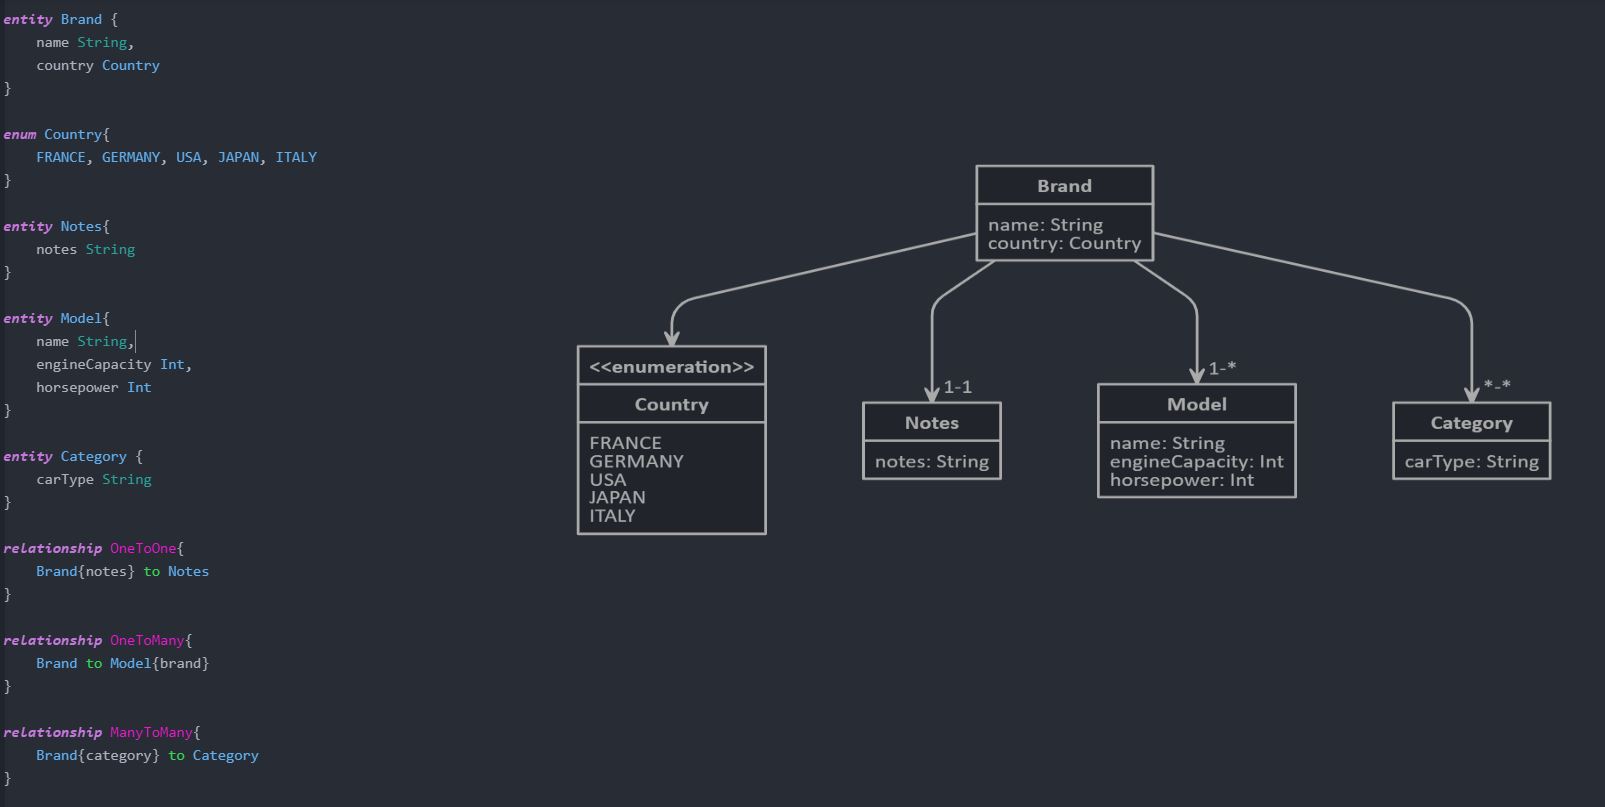 entity Brand {
name String,
country Country
}
enum Country{
FRANCE, GERMANY, USA, JAPAN, ITALY
}
entity Notes{
notes String
}
entity Model{
name String,
engineCapacity Int,
horsepower Int
}
entity Category {
carType String
}
relationship OneToOne{
Brand{notes} to Notes
}
relationship OneToMany{
Brand to Model{brand}
}
relationship ManyToMany{
Brand{category} to Category
}
Brand
name: String
country: Country
<<enumeration>>
Country
FRANCE
GERMANY
USA
JAPAN
ITALY
1-1
Notes
notes: String
1-*
Model
name: String
engineCapacity: Int
horsepower: Int
*-*
Category
carType: String